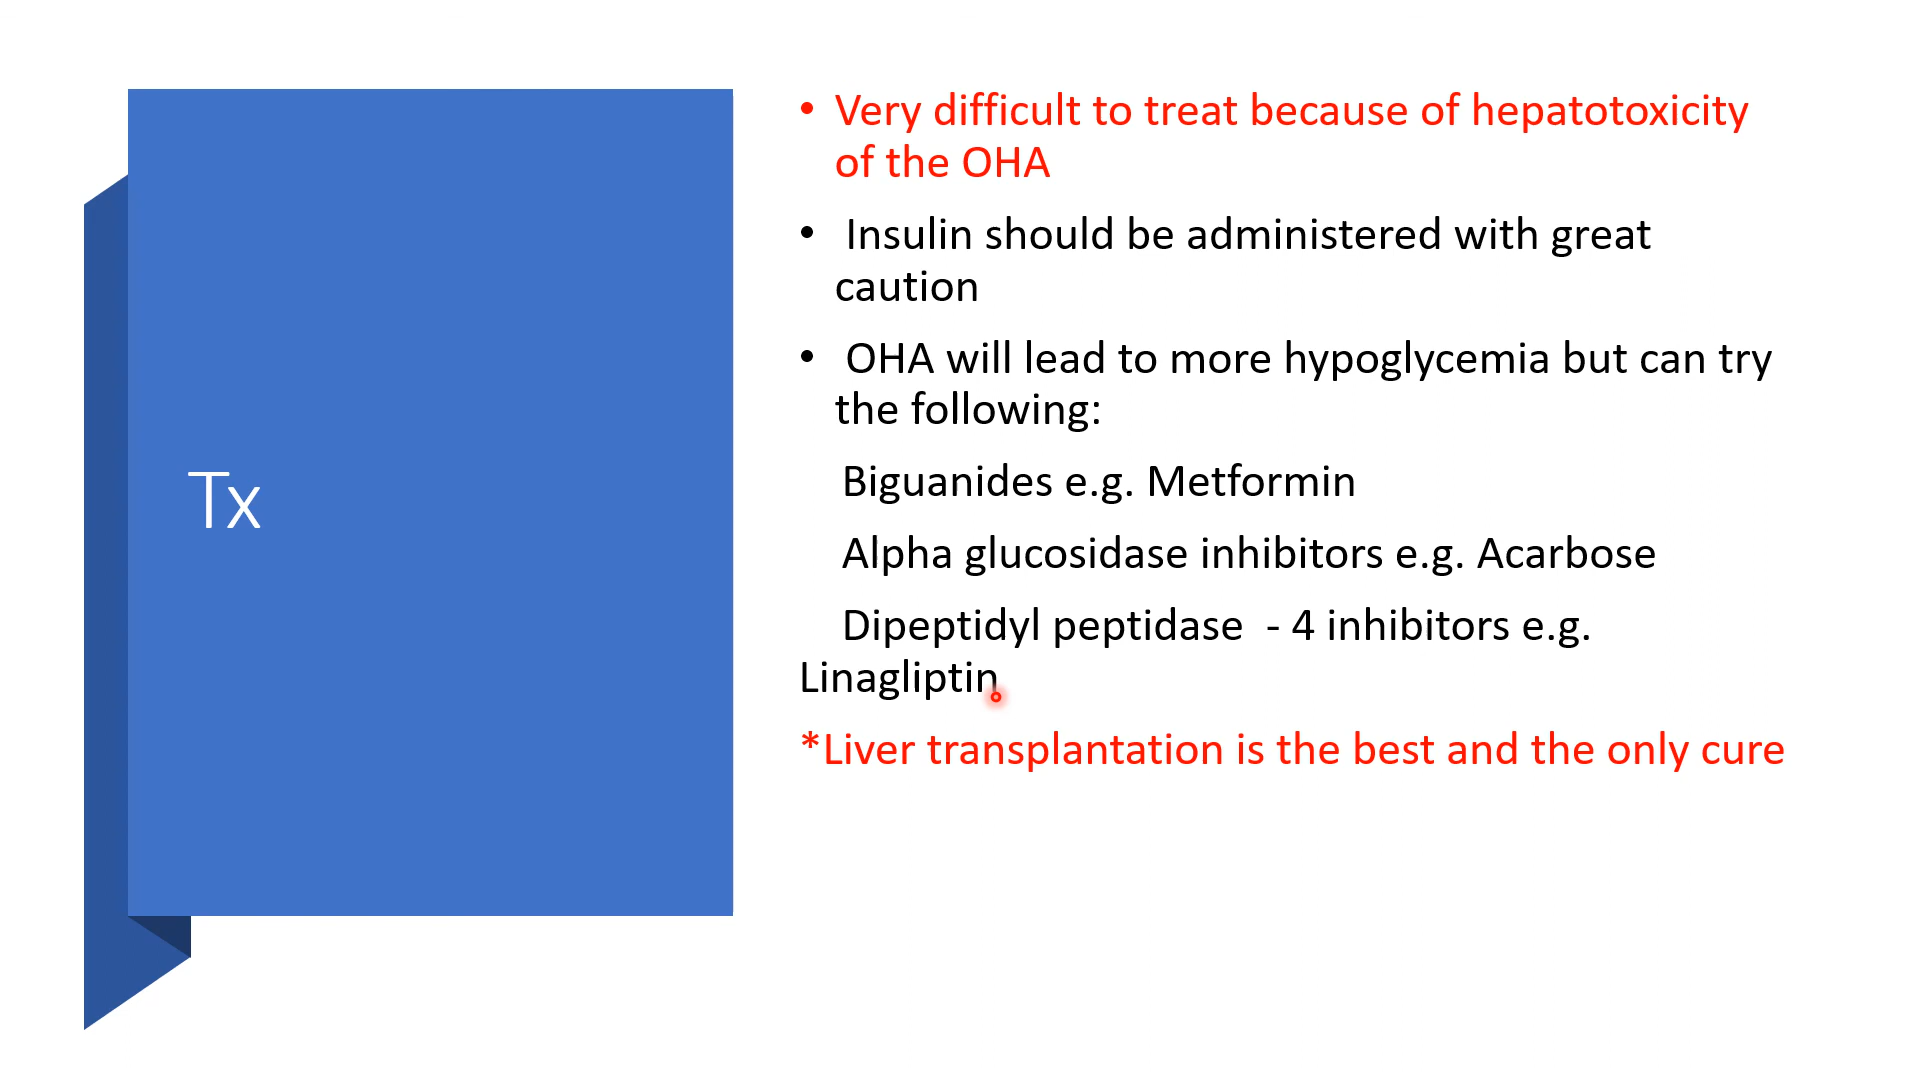 Tx
• Very difficult to treat because of hepatotoxicity
of the OHA
• Insulin should be administered with great
caution
• OHA will lead to more hypoglycemia but can try
the following:
Biguanides e.g. Metformin
Alpha glucosidase inhibitors e.g. Acarbose
Dipeptidyl peptidase  - 4 inhibitors e.g.
Linagliptin
*Liver transplantation is the best and the only cure